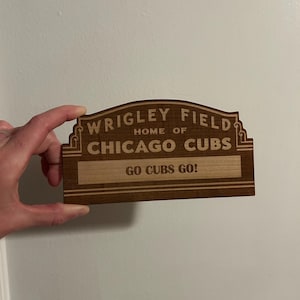 WRIGLEY FIELD
HOME OF
CHICAGO CUBS
GO CUBS GO!